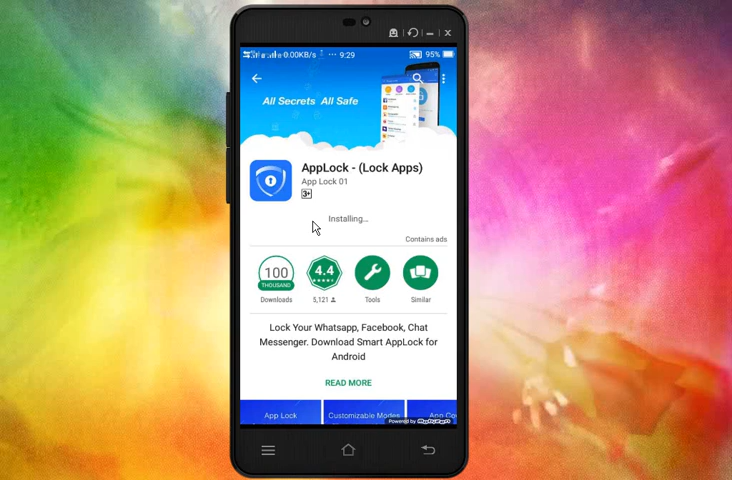 0.00KB/s ... 9:29 95%
All Secrets All Safe
AppLock - (Lock Apps)
App Lock 01
3+
Installing...
Contains ads
100
THOUSAND
4.4
Downloads 5,121 Tools Similar
Lock Your Whatsapp, Facebook, Chat
Messenger. Download Smart AppLock for
Android
READ MORE
App Lock Customizable Modes App Co
Powered by